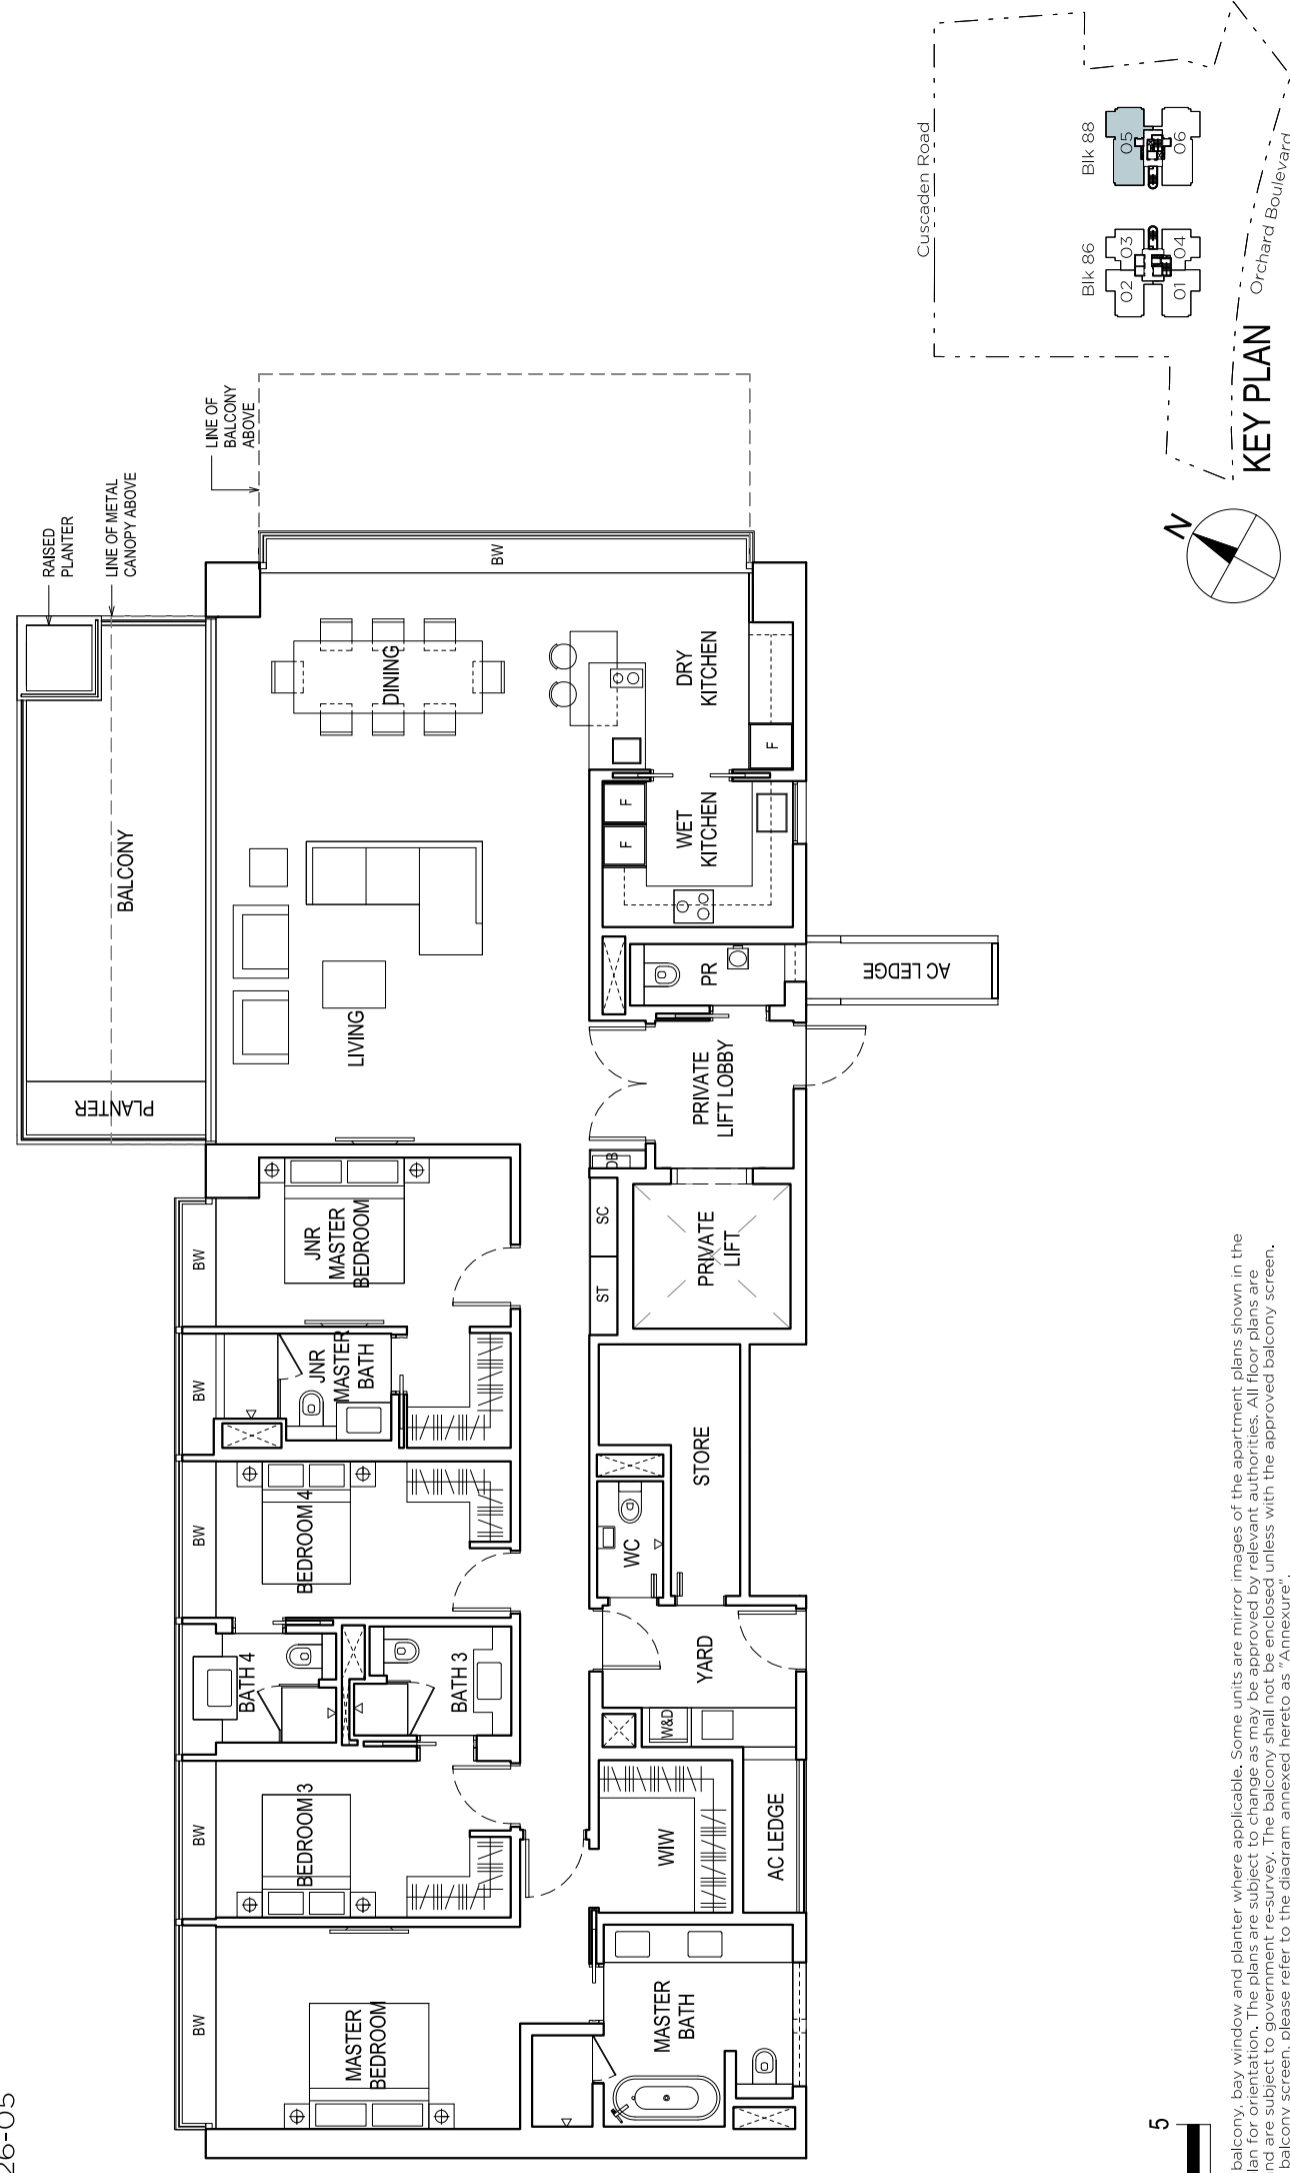 26-05
RAISED
PLANTER
LINE OF METAL
CANOPY ABOVE
LINE OF
BALCONY
ABOVE
BALCONY
PLANTER
BW
DINING
LIVING
DRY
KITCHEN
F
WET
KITCHEN
F
F
PR
AC LEDGE
PRIVATE
LIFT LOBBY
DB
SC
ST
PRIVATE
LIFT
BW
JNR
MASTER
BEDROOM
BW
JNR
MASTER
BATH
BW
BEDROOM 4
STORE
WC
BATH 4
BATH 3
YARD
W&D
BW
BEDROOM 3
WIW
AC LEDGE
BW
MASTER
BEDROOM
MASTER
BATH
Cuscaden Road
Blk 86
Blk 88
02
03
01
04
05
06
Orchard Boulevard
KEY PLAN
N
5
balcony, bay window and planter where applicable. Some units are mirror images of the apartment plans shown in the
lan for orientation. The plans are subject to change as may be approved by relevant authorities. All floor plans are
nd are subject to government re-survey. The balcony shall not be enclosed unless with the approved balcony screen.
balcony screen, please refer to the diagram annexed hereto as "Annexure".